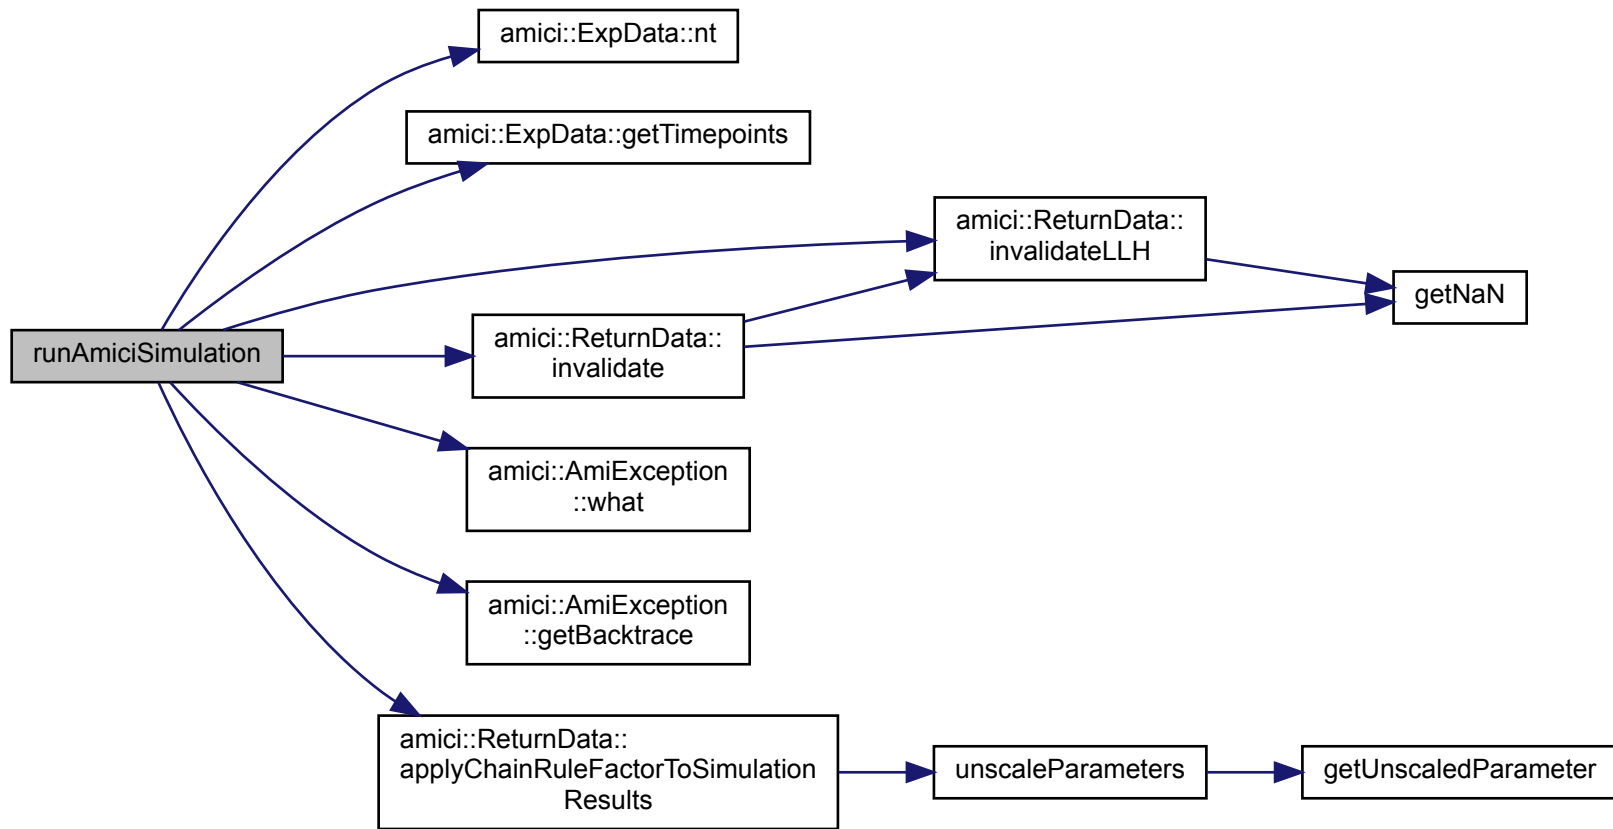 amici::ExpData::nt
amici::ExpData::getTimepoints
amici::ReturnData::
invalidateLLH
getNaN
runAmiciSimulation
amici::ReturnData::
invalidate
amici::AmiException
::what
amici::AmiException
::getBacktrace
amici::ReturnData::
applyChainRuleFactorToSimulation
Results
unscaleParameters
getUnscaledParameter